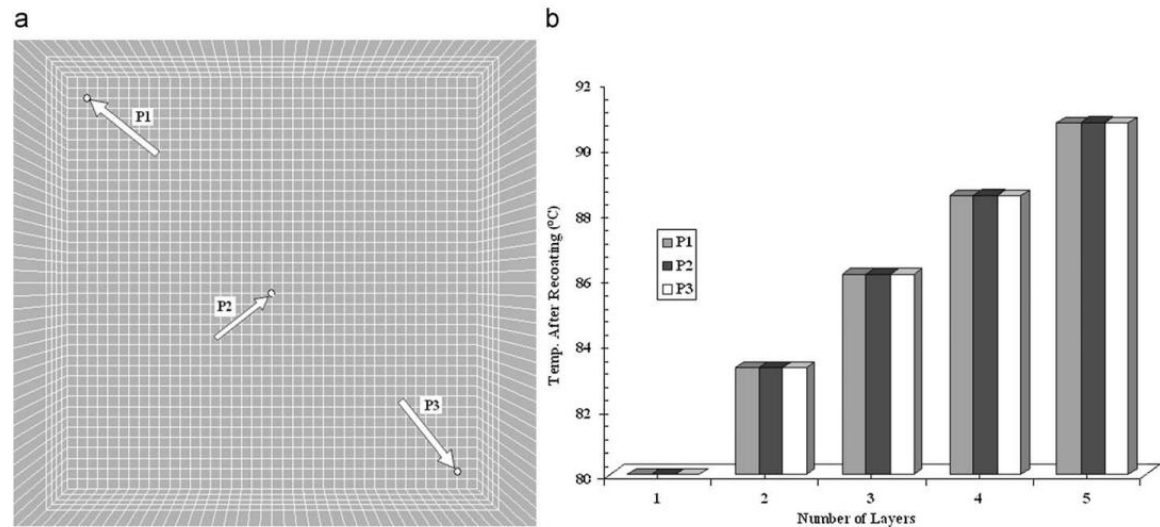 a
P1
P2
P3
b
Temp. After Recoating (°C)
92
90
88
86
84
82
80
P1
P2
P3
1 2 3 4 5
Number of Layers